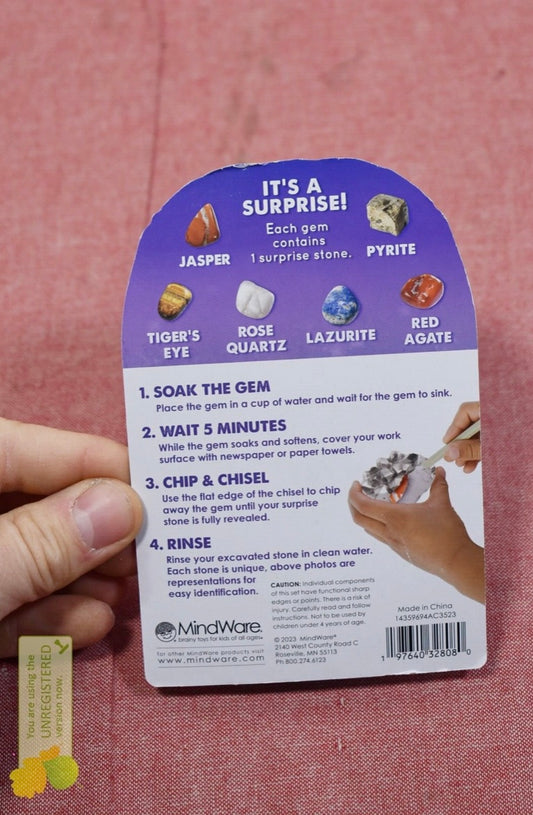 IT'S A
SURPRISE!
Each gem
contains
1 surprise stone.
JASPER
PYRITE
TIGER'S
EYE
ROSE
QUARTZ
LAZURITE
RED
AGATE
1. SOAK THE GEM
Place the gem in a cup of water and wait for the gem to sink.
2. WAIT 5 MINUTES
While the gem soaks and softens, cover your work
surface with newspaper or paper towels.
3. CHIP & CHISEL
Use the flat edge of the chisel to chip
away the gem until your surprise
stone is fully revealed.
4. RINSE
Rinse your excavated stone in clean water.
Each stone is unique, above photos are
representations for
easy identification.
CAUTION: Individual components
of this set have functional sharp
edges or points. There is a risk of
injury. Carefully read and follow
instructions. Not to be used by
children under 4 years of age.
MindWare®
brainy toys for kids of all ages®
for other MindWare products visit
www.mindware.com
© 2023 MindWare®
2140 West County Road C
Roseville, MN 55113
Ph 800.274.6123
Made in China
14359694AC3523
1 97640 32808 0
You are using the
UNREGISTERED
version now.